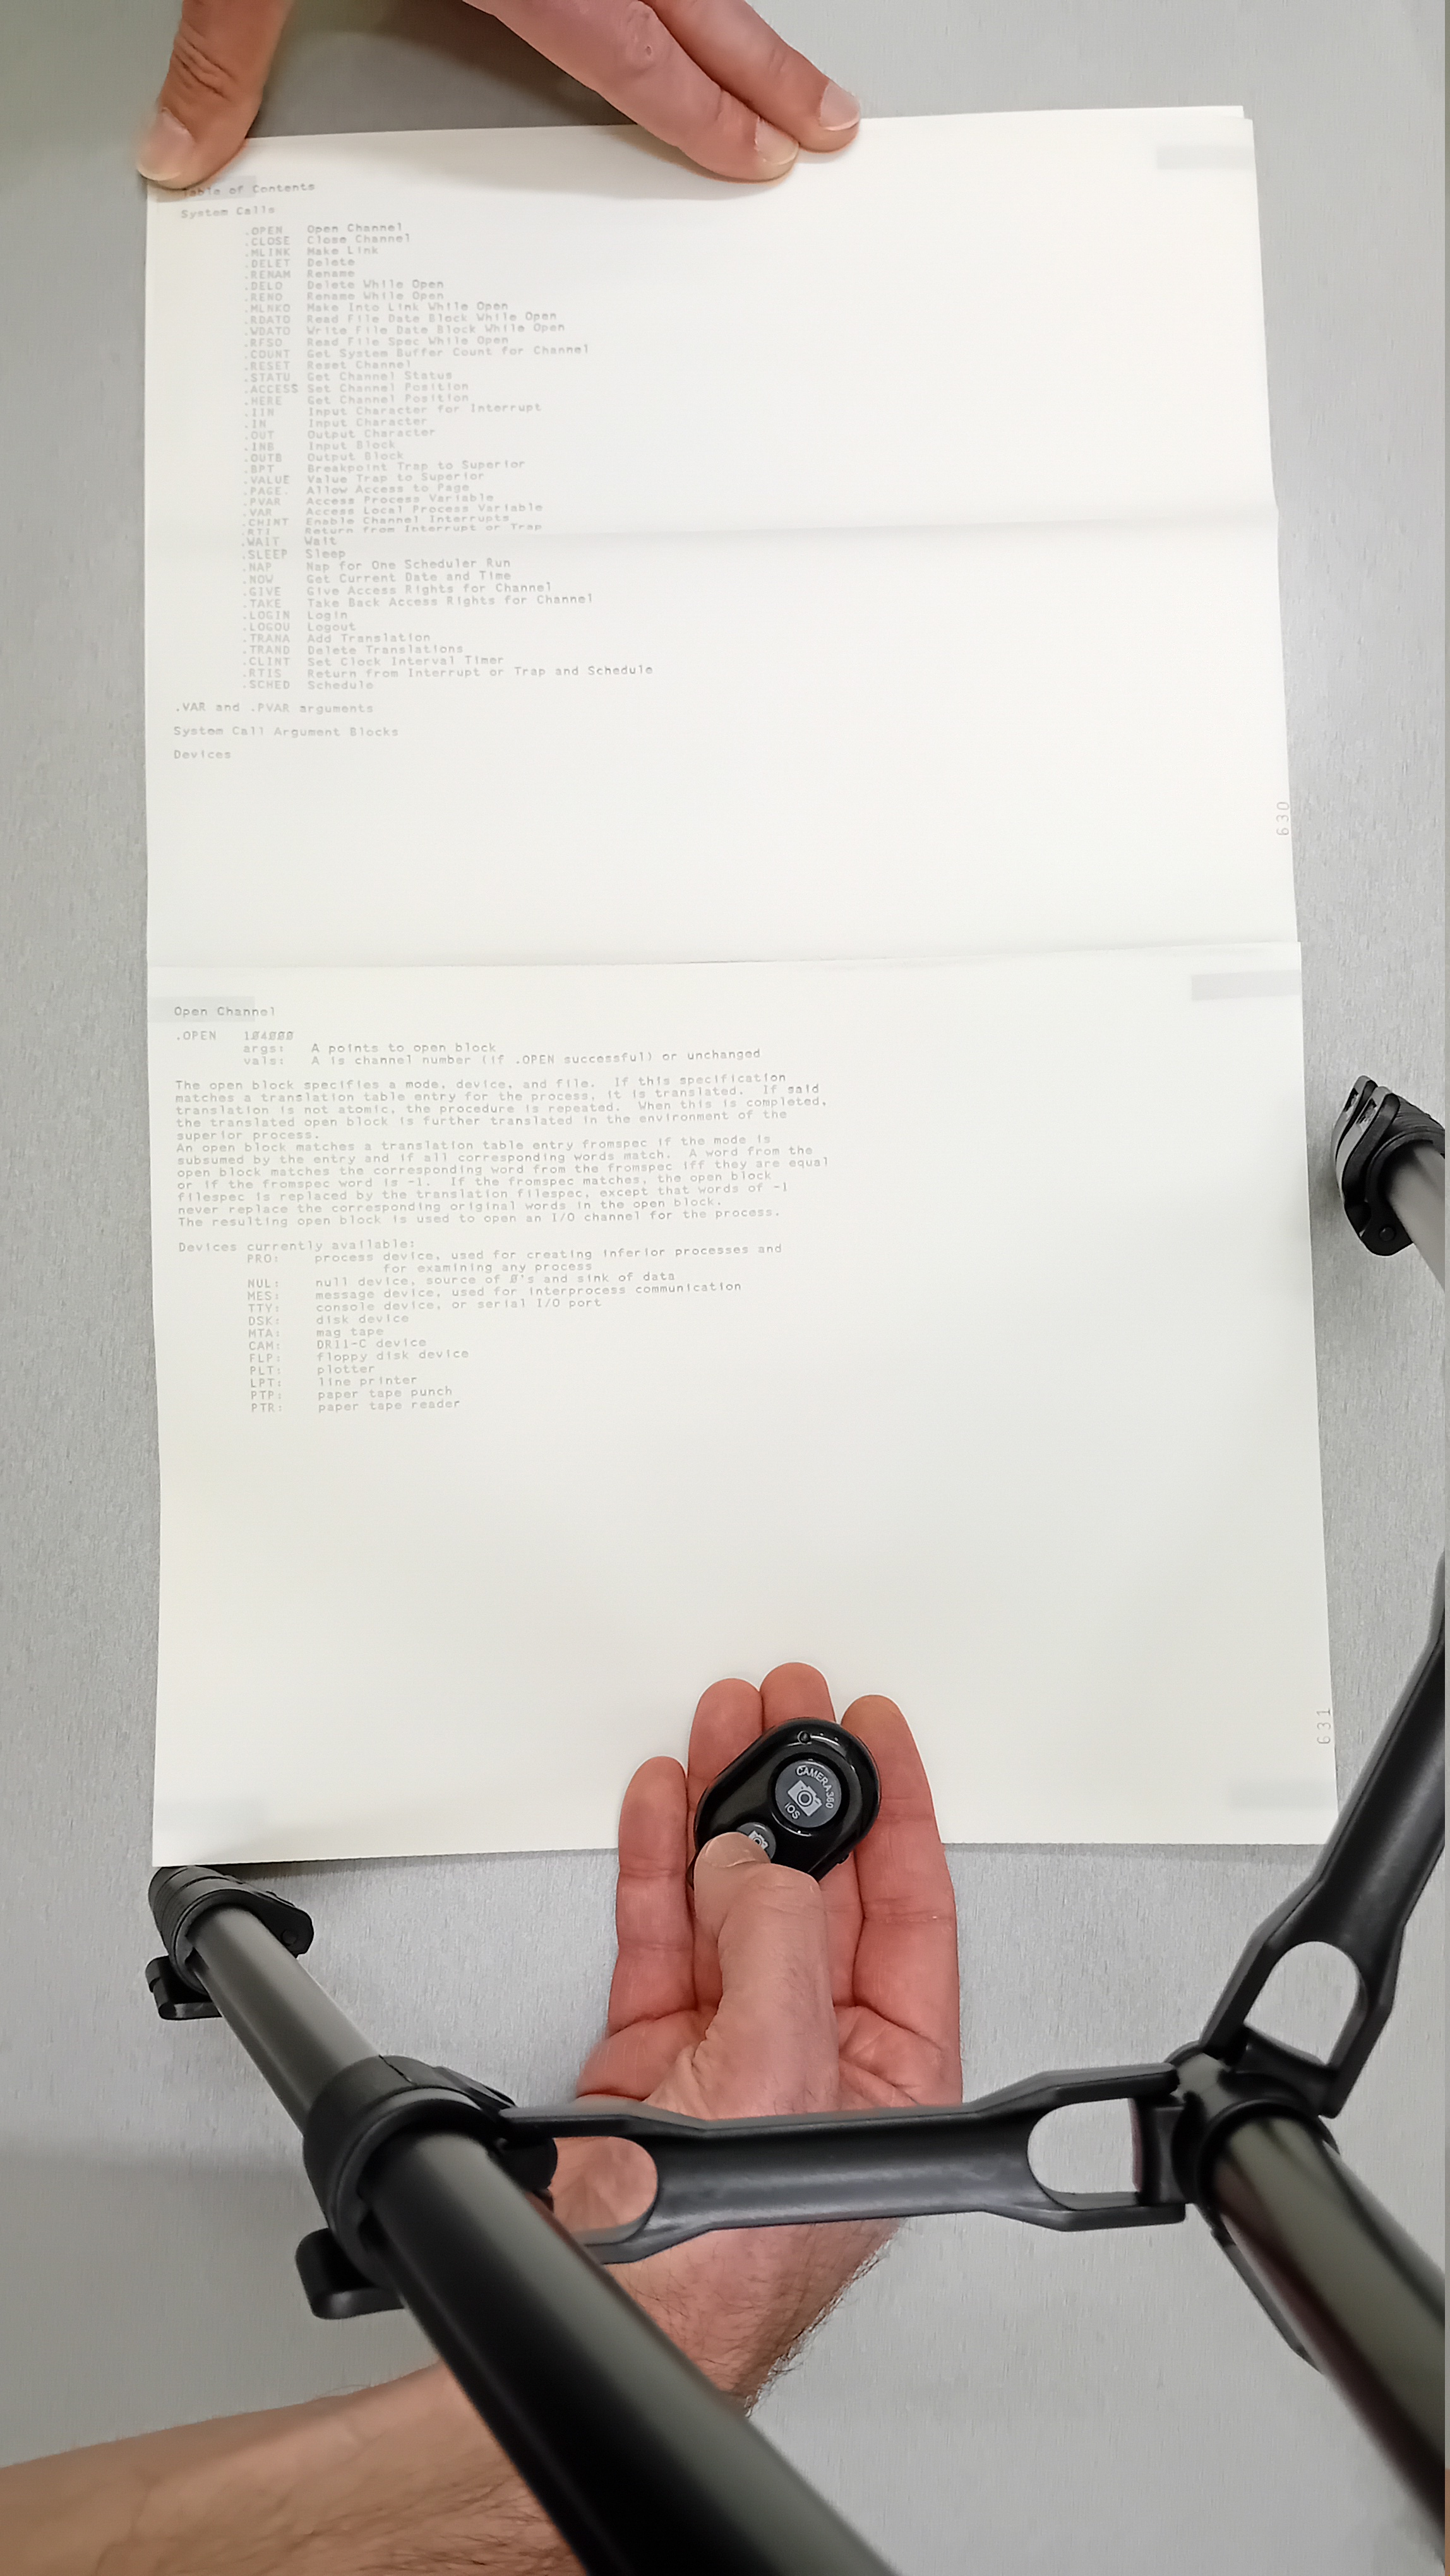 Table of Contents
System Calls
.OPEN Open Channel
.CLOSE Close Channel
.MLINK Make Link
.DELET Delete
.RENAM Rename
.DELO Delete While Open
.RENO Rename While Open
.MLNKO Make Into Link While Open
.RDATO Read File Date Block While Open
.WDATO Write File Date Block While Open
.RFSO Read File Spec While Open
.COUNT Get System Buffer Count for Channel
.RESET Reset Channel
.STATU Get Channel Status
.ACCESS Set Channel Position
.HERE Get Channel Position
.IIN Input Character for Interrupt
.IN Input Character
.OUT Output Character
.INB Input Block
.OUTB Output Block
.BPT Breakpoint Trap to Superior
.VALUE Value Trap to Superior
.PAGE. Allow Access to Page
.PVAR Access Process Variable
.VAR Access Local Process Variable
.CHINT Enable Channel Interrupts
.RTI Return from Interrupt or Trap
.WAIT Wait
.SLEEP Sleep
.NAP Nap for One Scheduler Run
.NOW Get Current Date and Time
.GIVE Give Access Rights for Channel
.TAKE Take Back Access Rights for Channel
.LOGIN Login
.LOGOU Logout
.TRANA Add Translation
.TRAND Delete Translations
.CLINT Set Clock Interval Timer
.RTIS Return from Interrupt or Trap and Schedule
.SCHED Schedule
.VAR and .PVAR arguments
System Call Argument Blocks
Devices
630
Open Channel
.OPEN 104000
args: A points to open block
vals: A is channel number (if .OPEN successful) or unchanged
The open block specifies a mode, device, and file. If this specification
matches a translation table entry for the process, it is translated. If said
translation is not atomic, the procedure is repeated. When this is completed,
the translated open block is further translated in the environment of the
superior process.
An open block matches a translation table entry fromspec if the mode is
subsumed by the entry and if all corresponding words match. A word from the
open block matches the corresponding word from the fromspec iff they are equal
or if the fromspec word is -1. If the fromspec matches, the open block
filespec is replaced by the translation filespec, except that words of -1
never replace the corresponding original words in the open block.
The resulting open block is used to open an I/O channel for the process.
Devices currently available:
PRO: process device, used for creating inferior processes and
for examining any process
NUL: null device, source of 0's and sink of data
MES: message device, used for interprocess communication
TTY: console device, or serial I/O port
DSK: disk device
MTA: mag tape
CAM: DR11-C device
FLP: floppy disk device
PLT: plotter
LPT: line printer
PTP: paper tape punch
PTR: paper tape reader
631
CAMERA360
iOS